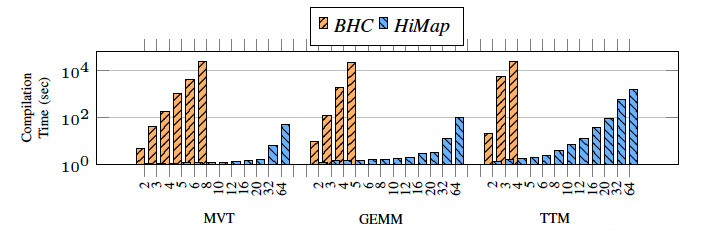 BHC HiMap
Compilation
Time (sec)
10^4
10^2
10^0
2 3 4 5 6 8 10 12 16 20 32 64
2 3 4 5 6 8 10 12 16 20 32 64
2 3 4 5 6 8 10 12 16 20 32 64
MVT GEMM TTM